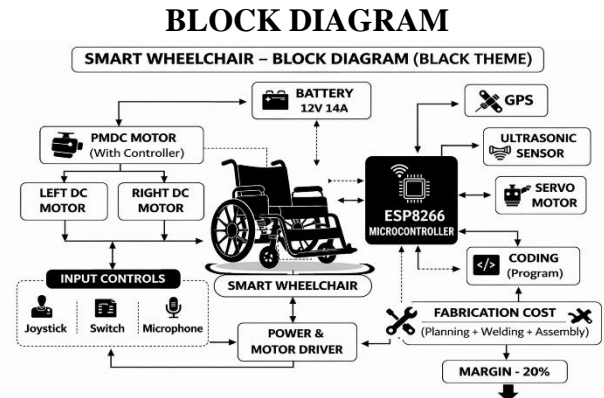 BLOCK DIAGRAM
SMART WHEELCHAIR – BLOCK DIAGRAM (BLACK THEME)
BATTERY
12V 14A
GPS
PMDC MOTOR
(With Controller)
ULTRASONIC
SENSOR
LEFT DC
MOTOR
RIGHT DC
MOTOR
ESP8266
MICROCONTROLLER
SERVO
MOTOR
</> CODING
(Program)
INPUT CONTROLS
Joystick
Switch
Microphone
SMART WHEELCHAIR
POWER &
MOTOR DRIVER
FABRICATION COST
(Planning + Welding + Assembly)
MARGIN - 20%